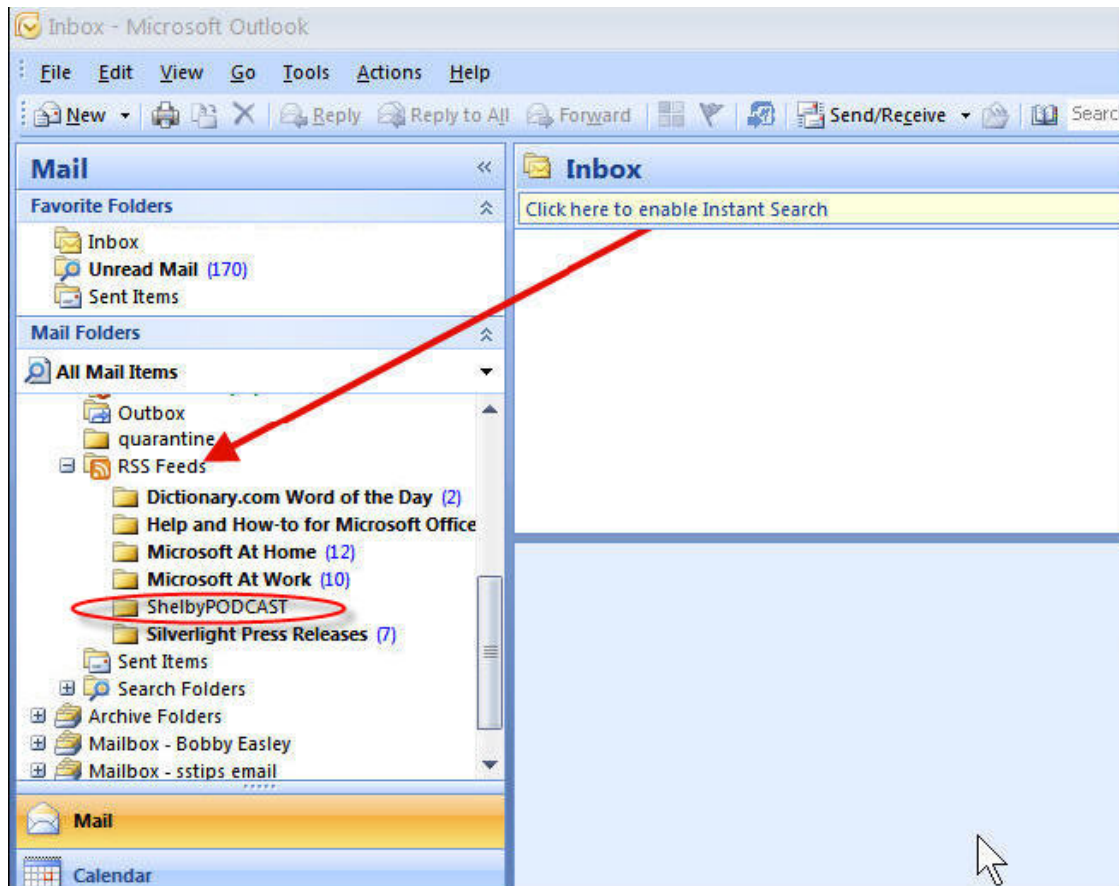 Inbox - Microsoft Outlook
File Edit View Go Tools Actions Help
New Reply Reply to All Forward Send/Receive Searc
Mail «
Inbox
Favorite Folders
Click here to enable Instant Search
Inbox
Unread Mail (170)
Sent Items
Mail Folders
All Mail Items
Outbox
quarantine
RSS Feeds
Dictionary.com Word of the Day (2)
Help and How-to for Microsoft Office
Microsoft At Home (12)
Microsoft At Work (10)
ShelbyPODCAST
Silverlight Press Releases (7)
Sent Items
Search Folders
Archive Folders
Mailbox - Bobby Easley
Mailbox - sstips email
Mail
Calendar